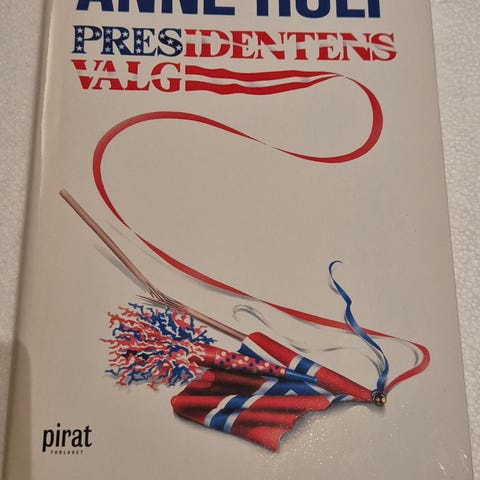 ANNE HOLT
PRESIDENTENS
VALG
pirat
FORLAGET